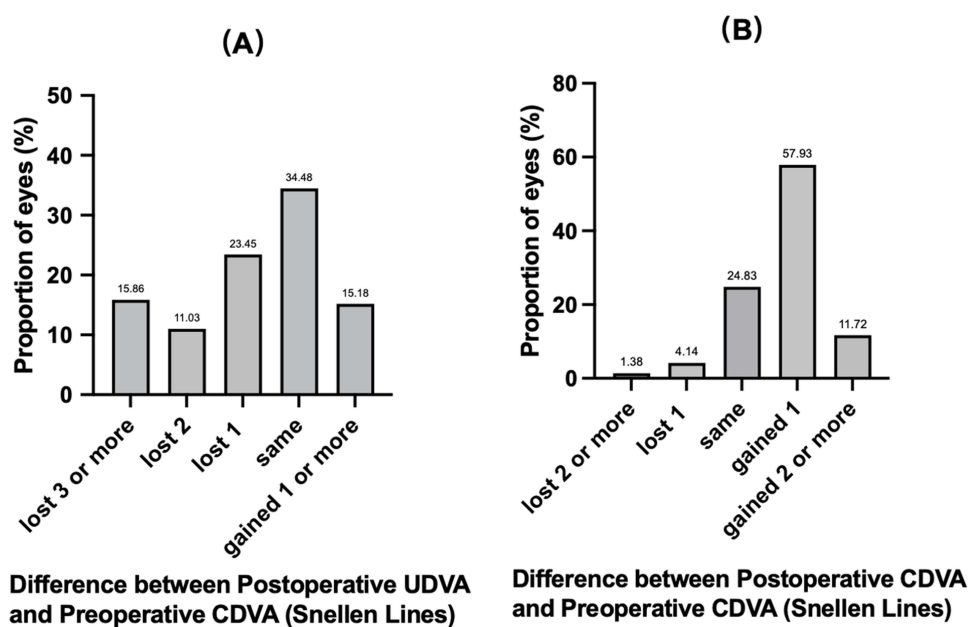 (A)
Proportion of eyes (%)
50
40
30
20
10
0
15.86
11.03
23.45
34.48
15.18
lost 3 or more
lost 2
lost 1
same
gained 1 or more
Difference between Postoperative UDVA
and Preoperative CDVA (Snellen Lines)
(B)
Proportion of eyes (%)
80
60
40
20
0
1.38
4.14
24.83
57.93
11.72
lost 2 or more
lost 1
same
gained 1
gained 2 or more
Difference between Postoperative CDVA
and Preoperative CDVA (Snellen Lines)